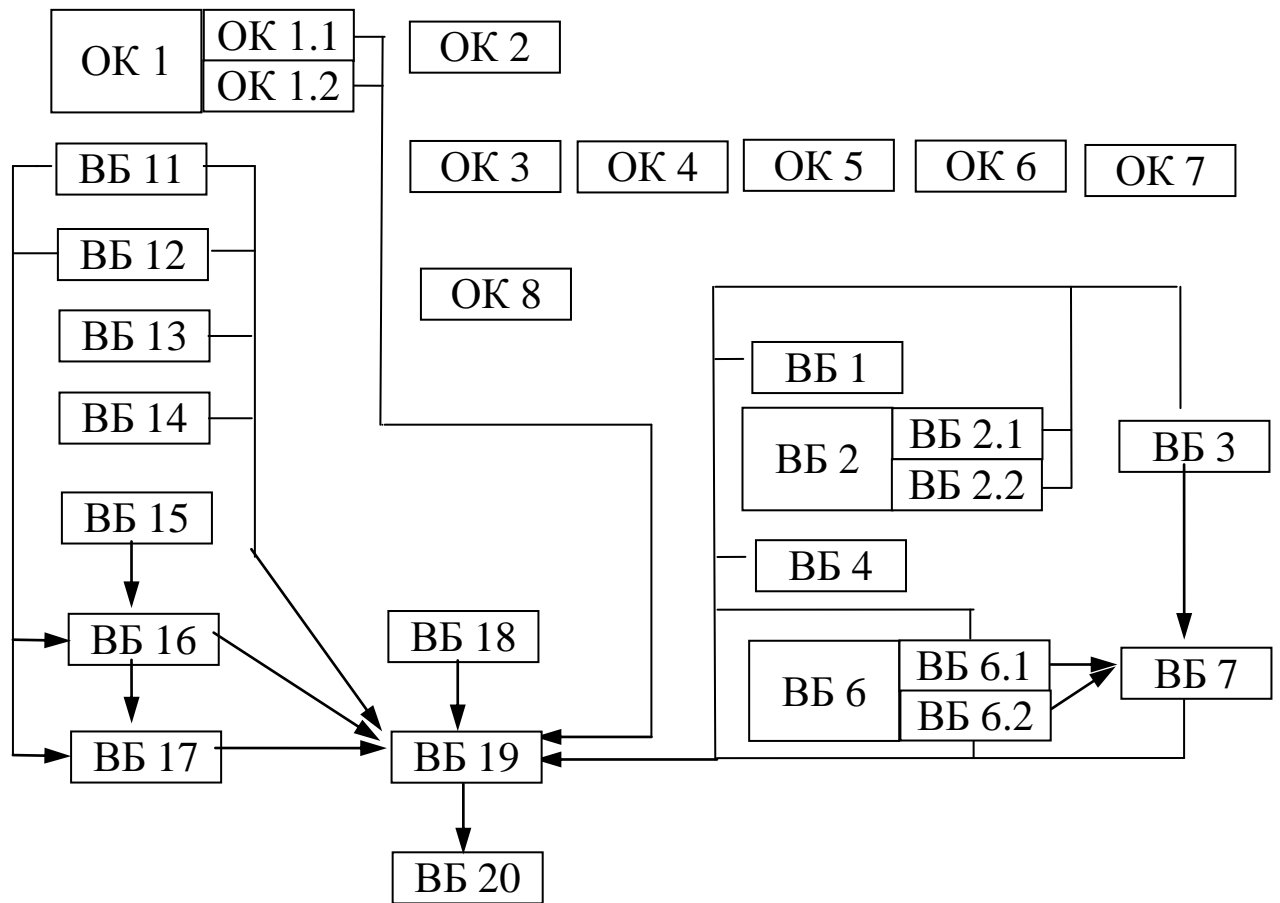 ОК 1
ОК 1.1
ОК 1.2
ОК 2
ВБ 11
ОК 3
ОК 4
ОК 5
ОК 6
ОК 7
ВБ 12
ОК 8
ВБ 13
ВБ 14
ВБ 1
ВБ 2
ВБ 2.1
ВБ 2.2
ВБ 3
ВБ 15
ВБ 4
ВБ 16
ВБ 18
ВБ 6
ВБ 6.1
ВБ 6.2
ВБ 7
ВБ 17
ВБ 19
ВБ 20